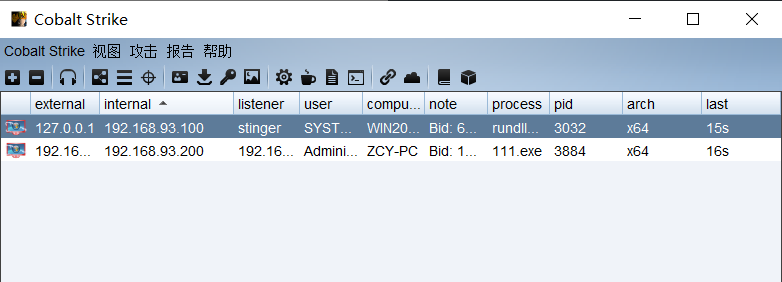 Cobalt Strike
Cobalt Strike 视图 攻击 报告 帮助
external internal listener user compu... note process pid arch last
127.0.0.1 192.168.93.100 stinger SYST... WIN20... Bid: 6... rundll... 3032 x64 15s
192.16... 192.168.93.200 192.16... Admini... ZCY-PC Bid: 1... 111.exe 3884 x64 16s